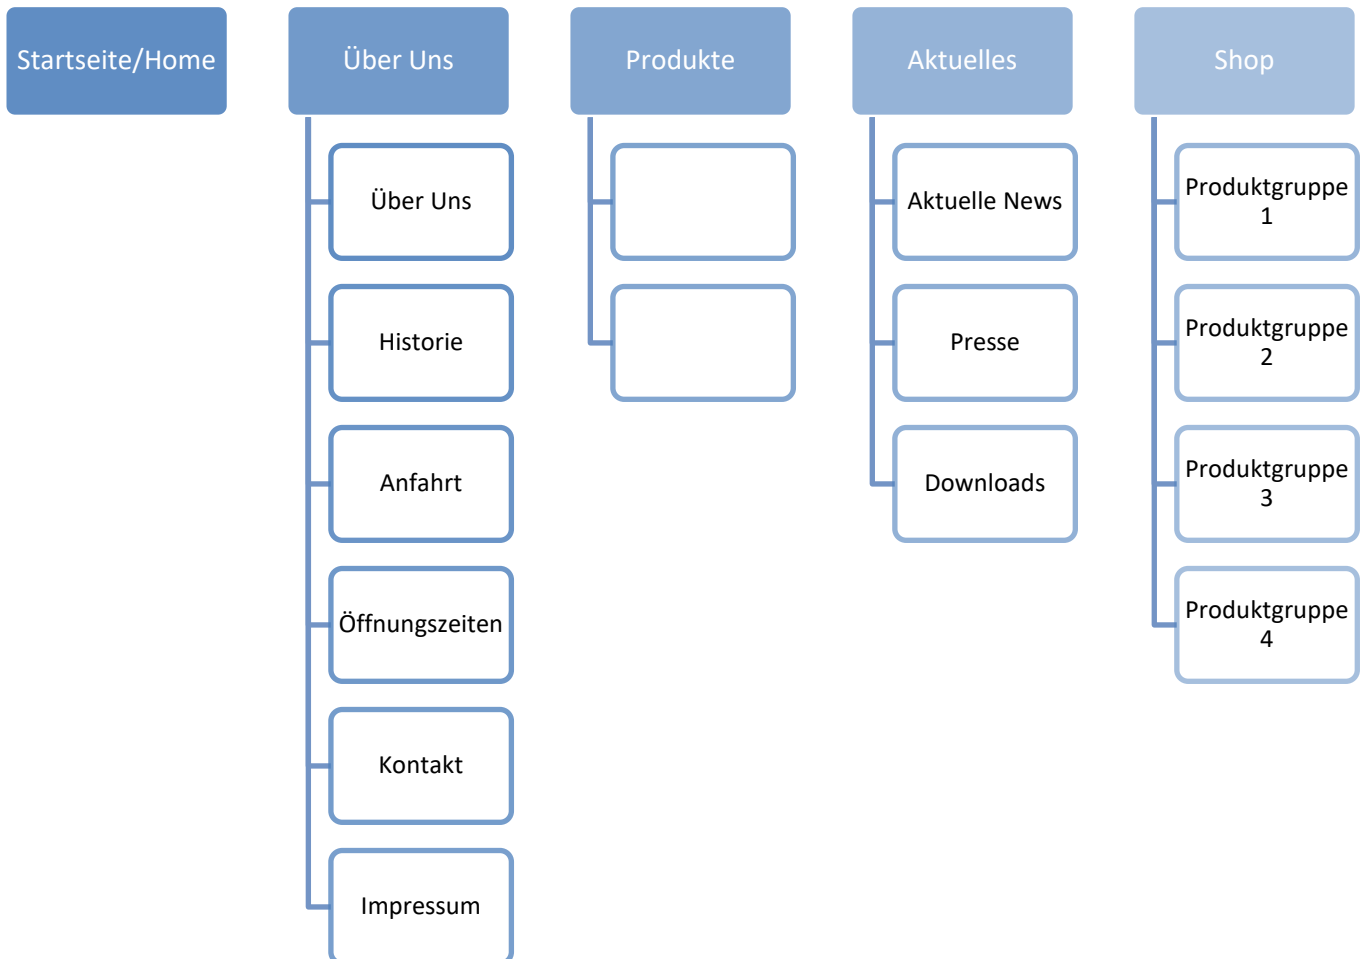 Startseite/Home
Über Uns
Produkte
Aktuelles
Shop
Über Uns
Historie
Anfahrt
Öffnungszeiten
Kontakt
Impressum
Aktuelle News
Presse
Downloads
Produktgruppe
1
Produktgruppe
2
Produktgruppe
3
Produktgruppe
4